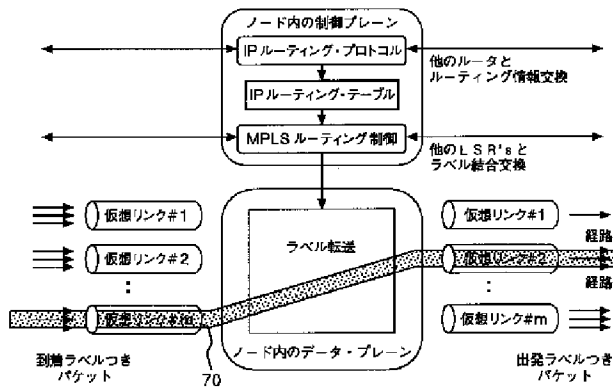 ノード内の制御プレーン
IPルーティング・プロトコル
他のルータと
ルーティング情報交換
IPルーティング・テーブル
MPLSルーティング制御
他のLSR'sと
ラベル結合交換
仮想リンク#1
仮想リンク#2
:
仮想リンク#m
ラベル転送
仮想リンク#1
経路
仮想リンク#2
経路
:
仮想リンク#m
到着ラベルつき
パケット
70
ノード内のデータ・プレーン
出発ラベルつき
パケット